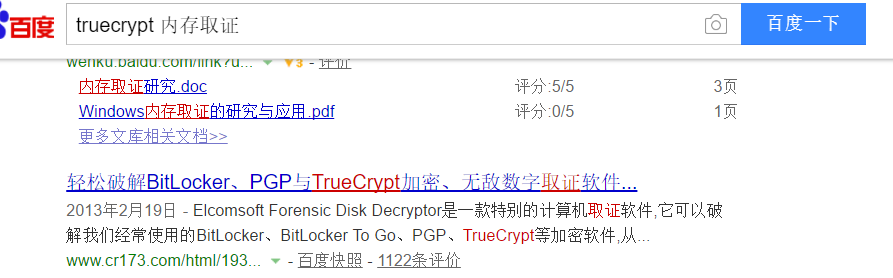 百度 truecrypt 内存取证 百度一下
wenku.baidu.com/link?u... 3 - 评价
内存取证研究.doc 评分:5/5 3页
Windows内存取证的研究与应用.pdf 评分:0/5 1页
更多文库相关文档>>
轻松破解BitLocker、PGP与TrueCrypt加密、无敌数字取证软件...
2013年2月19日 - Elcomsoft Forensic Disk Decryptor是一款特别的计算机取证软件,它可以破
解我们经常使用的BitLocker、BitLocker To Go、PGP、TrueCrypt等加密软件,从...
www.cr173.com/html/193... - 百度快照 - 1122条评价